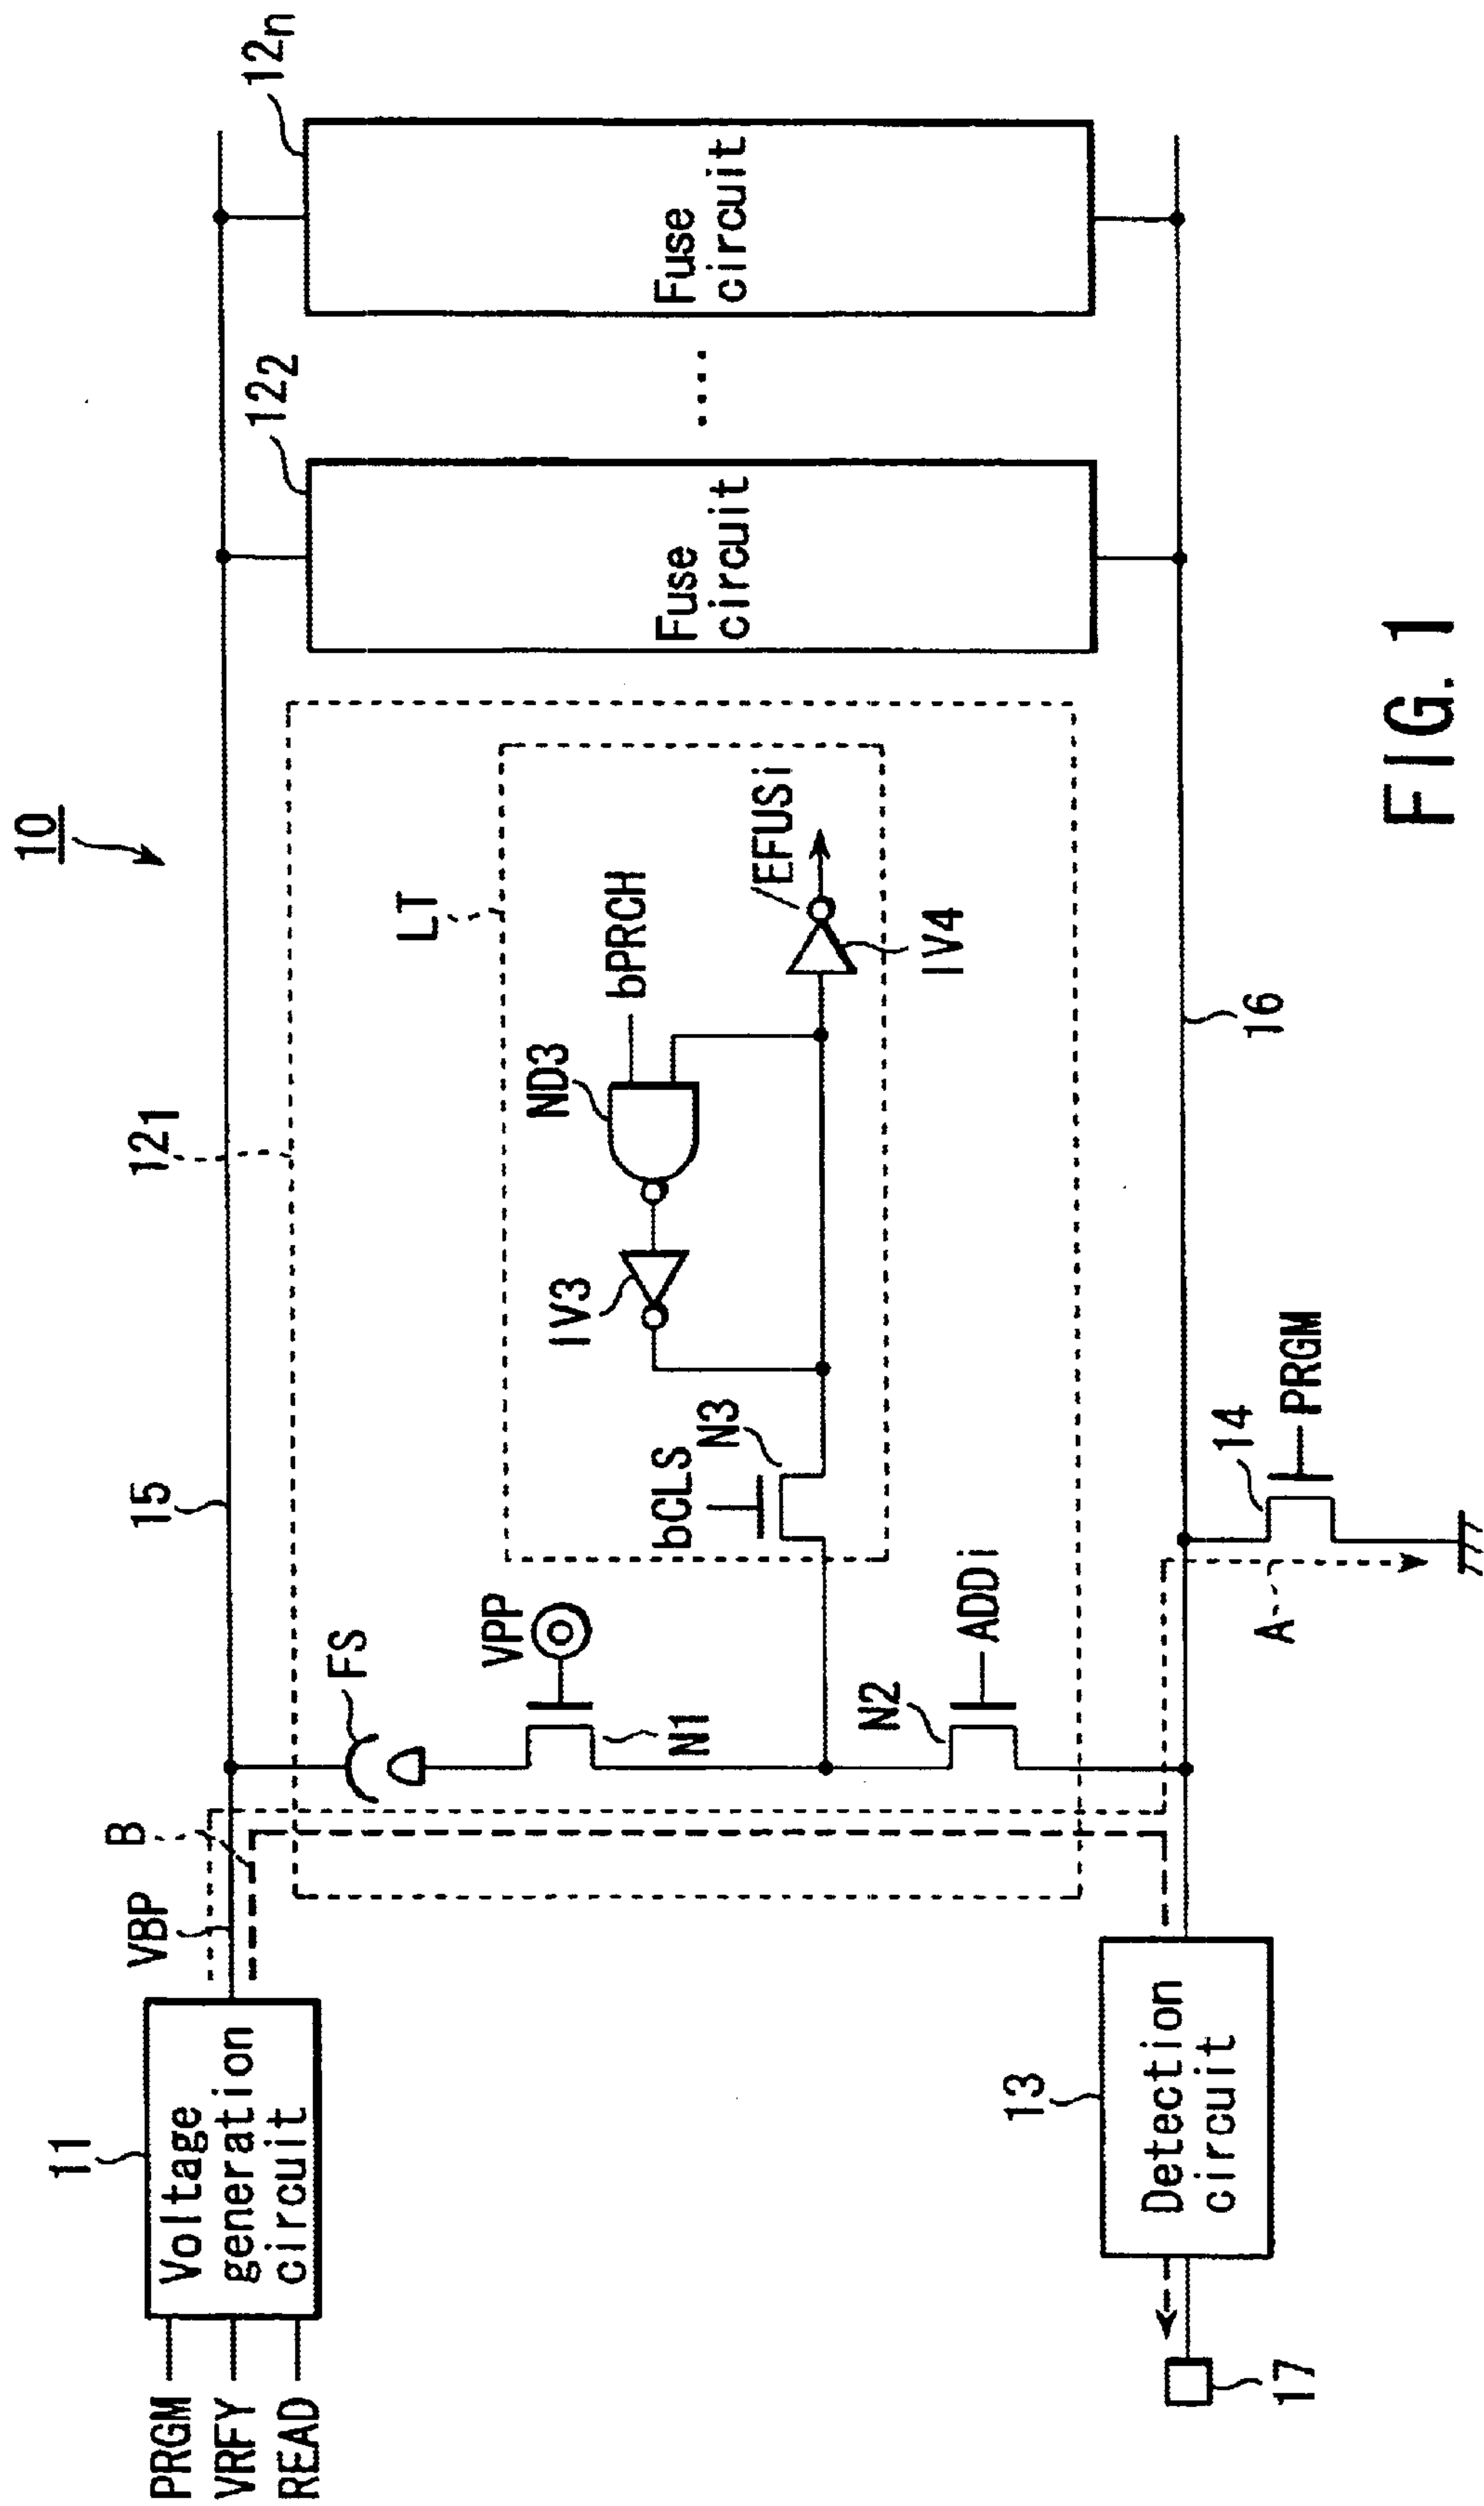 10
11
Voltage
generation
circuit
PRGM
VRFY
READ
VBP
B
15
12₁
12₂
12n
FS
VPP
N1
LT
bCLS
N3
IV3
ND3
bPRCH
/EFUSi
IV4
Fuse
circuit
....
Fuse
circuit
N2
ADDi
13
Detection
circuit
17
A
14
PRGM
16
FIG. 1